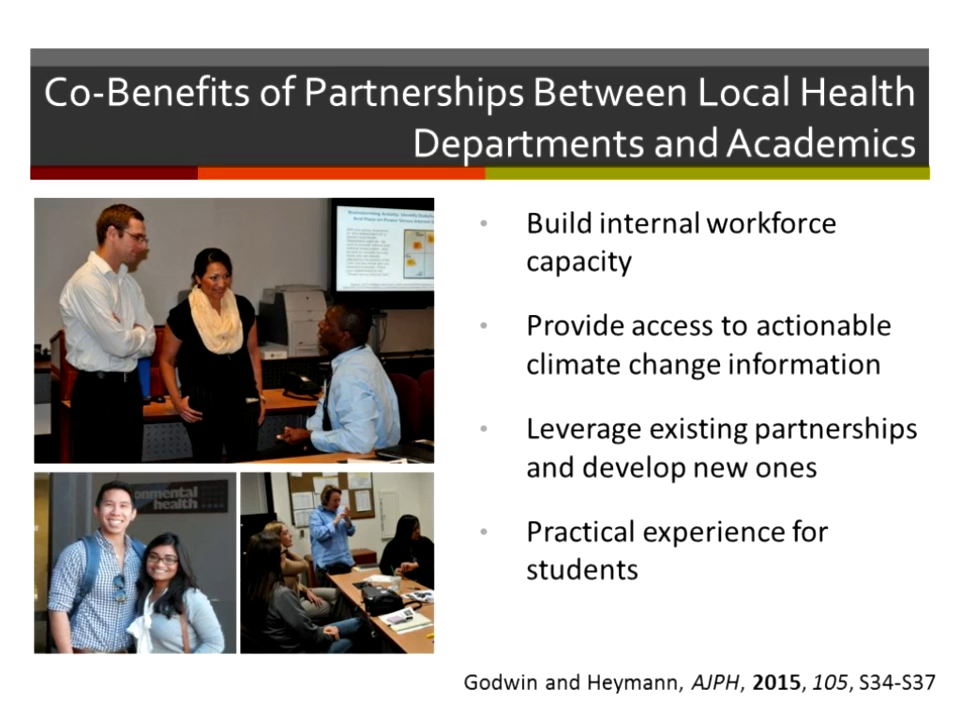 Co-Benefits of Partnerships Between Local Health
Departments and Academics
Build internal workforce
capacity
Provide access to actionable
climate change information
Leverage existing partnerships
and develop new ones
Practical experience for
students
onmental
health
Godwin and Heymann, AJPH, 2015, 105, S34-S37